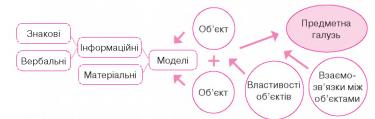 Знакові
Вербальні
Інформаційні
Матеріальні
Моделі
Об’єкт
+
Об’єкт
Властивості
об’єктів
Взаємо-
зв’язки між
об’єктами
Предметна
галузь